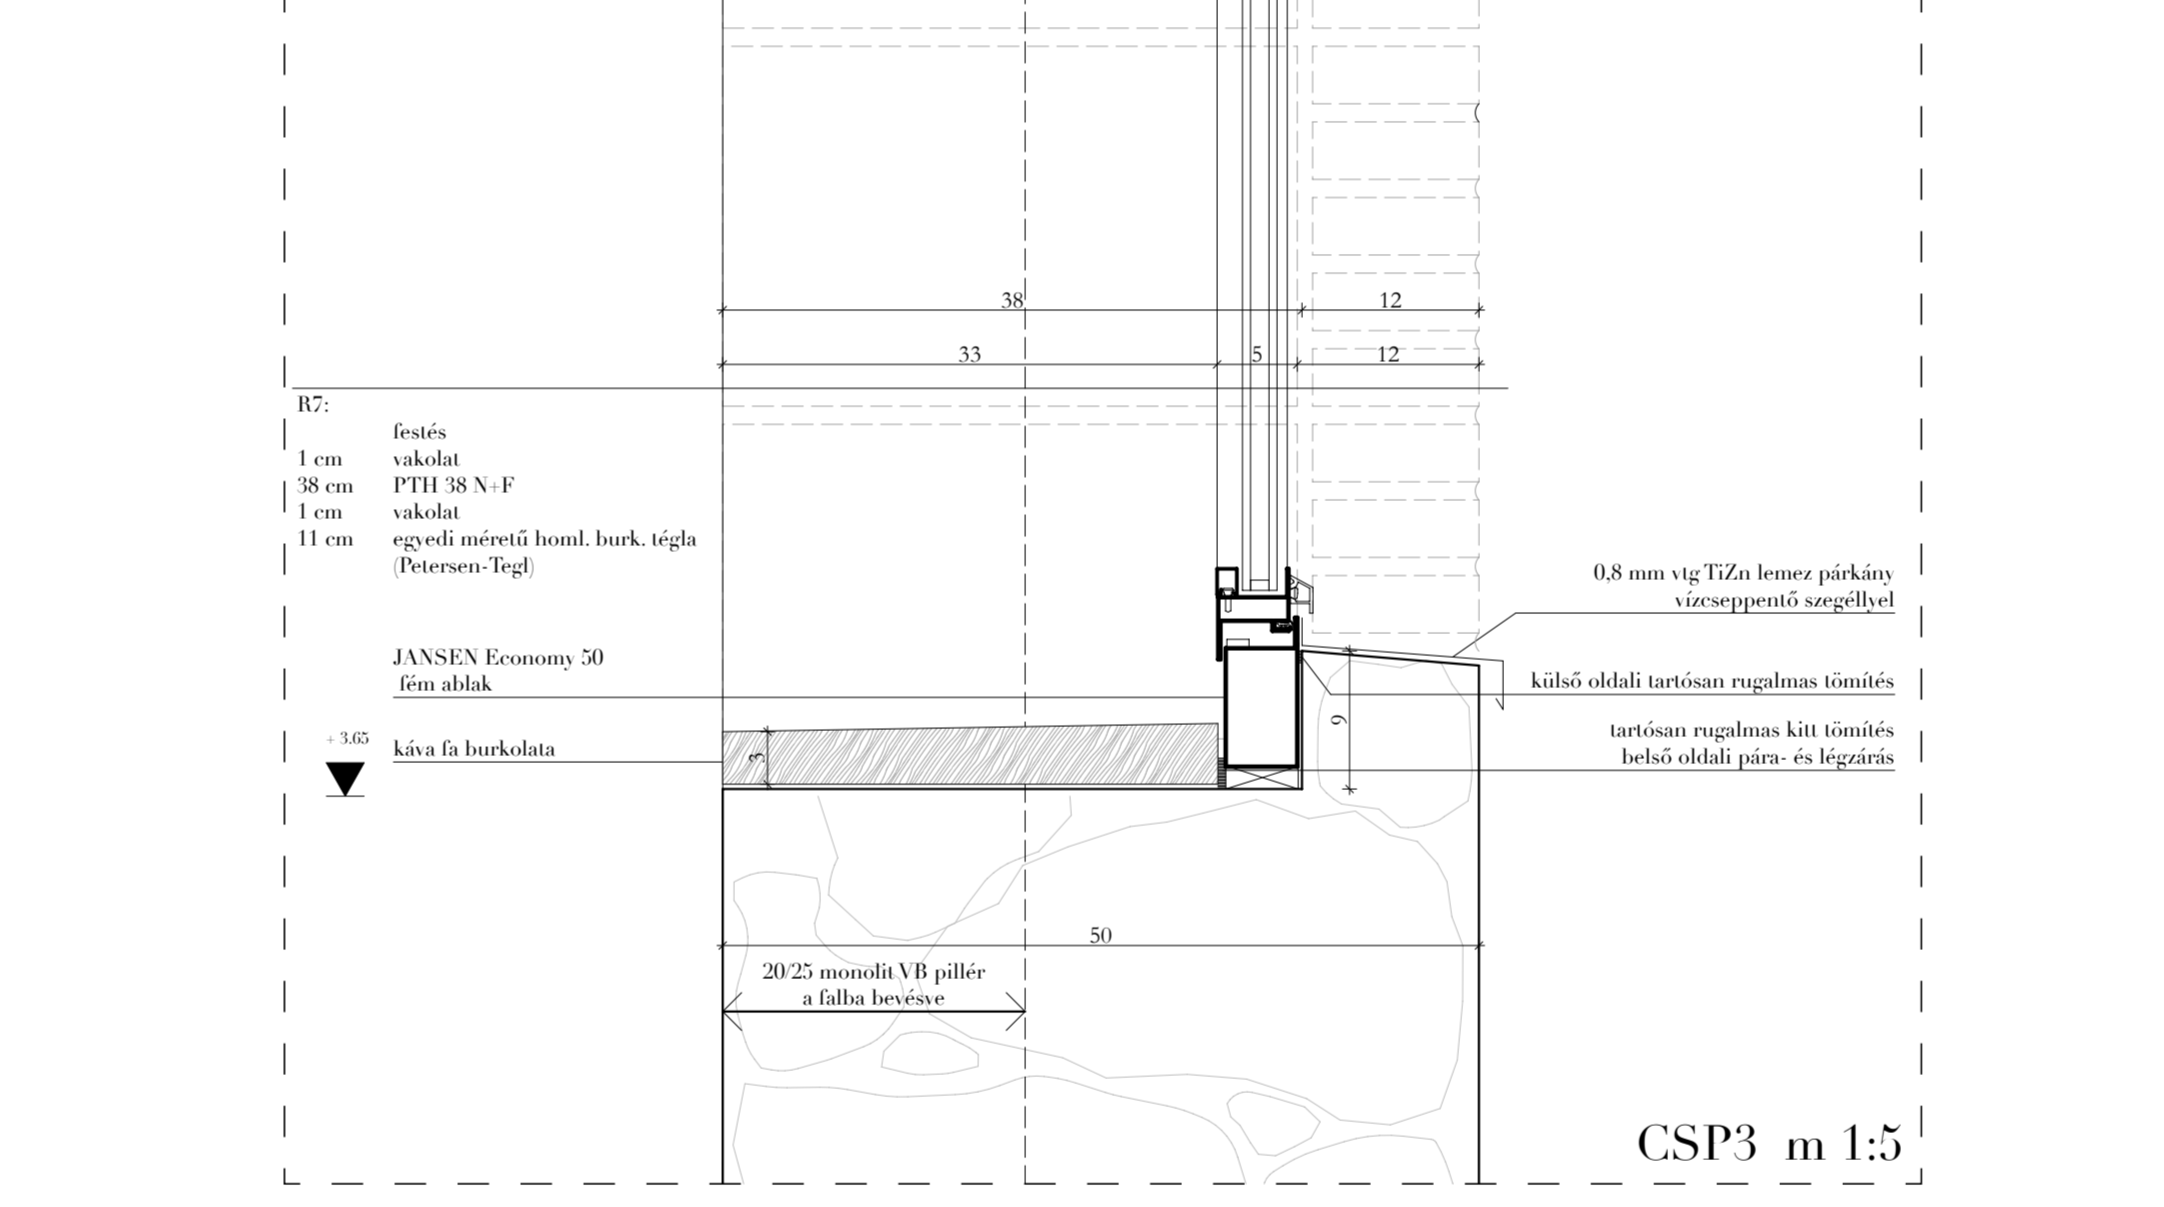 38
12
33
5
12
R7:
festés
1 cm vakolat
38 cm PTH 38 N+F
1 cm vakolat
11 cm egyedi méretű homl. burk. tégla
(Petersen-Tegl)
0,8 mm vtg TiZn lemez párkány
vízcseppentő szegéllyel
JANSEN Economy 50
fém ablak
külső oldali tartósan rugalmas tömítés
9
tartósan rugalmas kitt tömítés
belső oldali pára- és légzárás
+ 3.65
káva fa burkolata
3
50
20/25 monolit VB pillér
a falba bevésve
CSP3 m 1:5